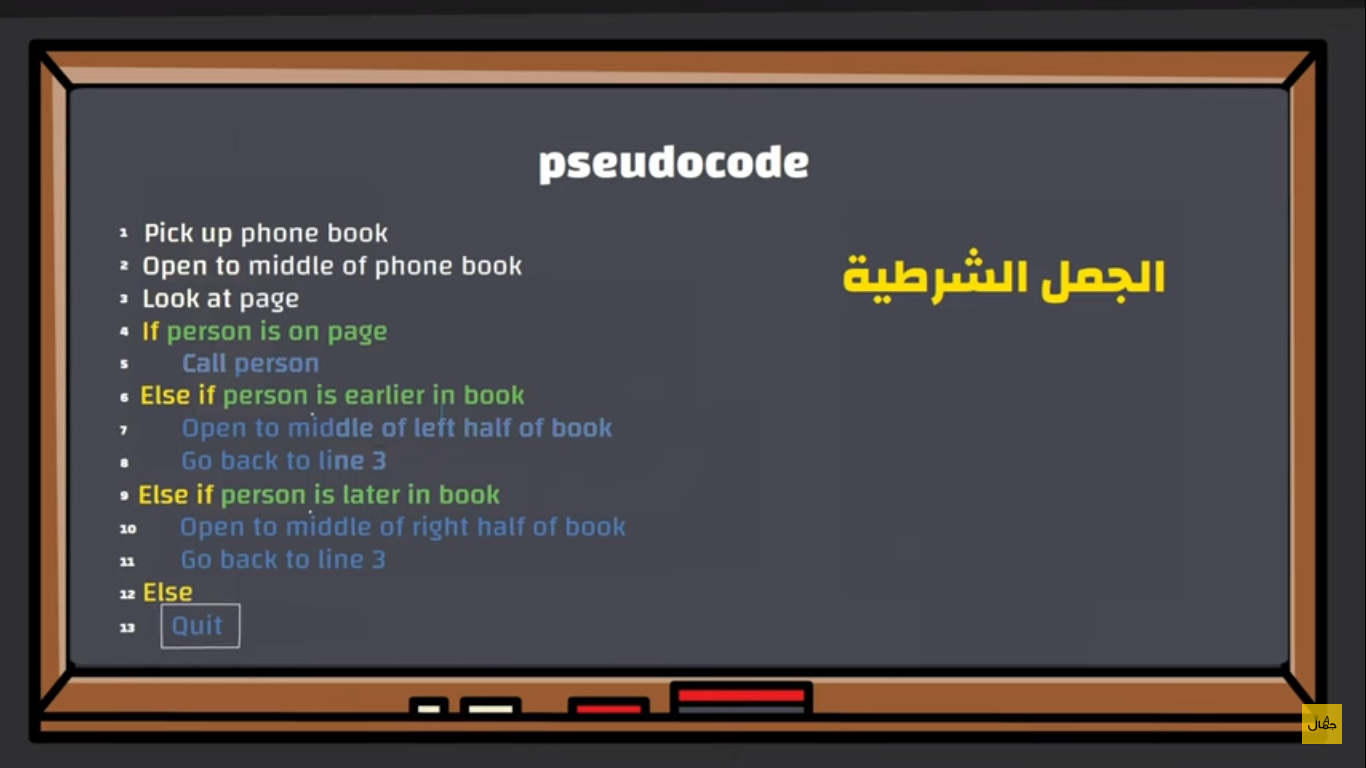 pseudocode
1 Pick up phone book
2 Open to middle of phone book
3 Look at page
4 If person is on page
5 Call person
6 Else if person is earlier in book
7 Open to middle of left half of book
8 Go back to line 3
9 Else if person is later in book
10 Open to middle of right half of book
11 Go back to line 3
12 Else
13 Quit
الجمل الشرطية